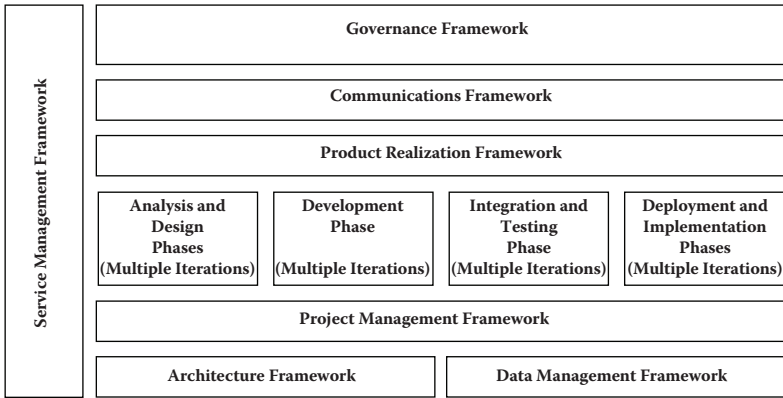 Service Management Framework
Governance Framework
Communications Framework
Product Realization Framework
Analysis and
Design
Phases
(Multiple Iterations)
Development
Phase
(Multiple Iterations)
Integration and
Testing
Phase
(Multiple Iterations)
Deployment and
Implementation
Phases
(Multiple Iterations)
Project Management Framework
Architecture Framework
Data Management Framework